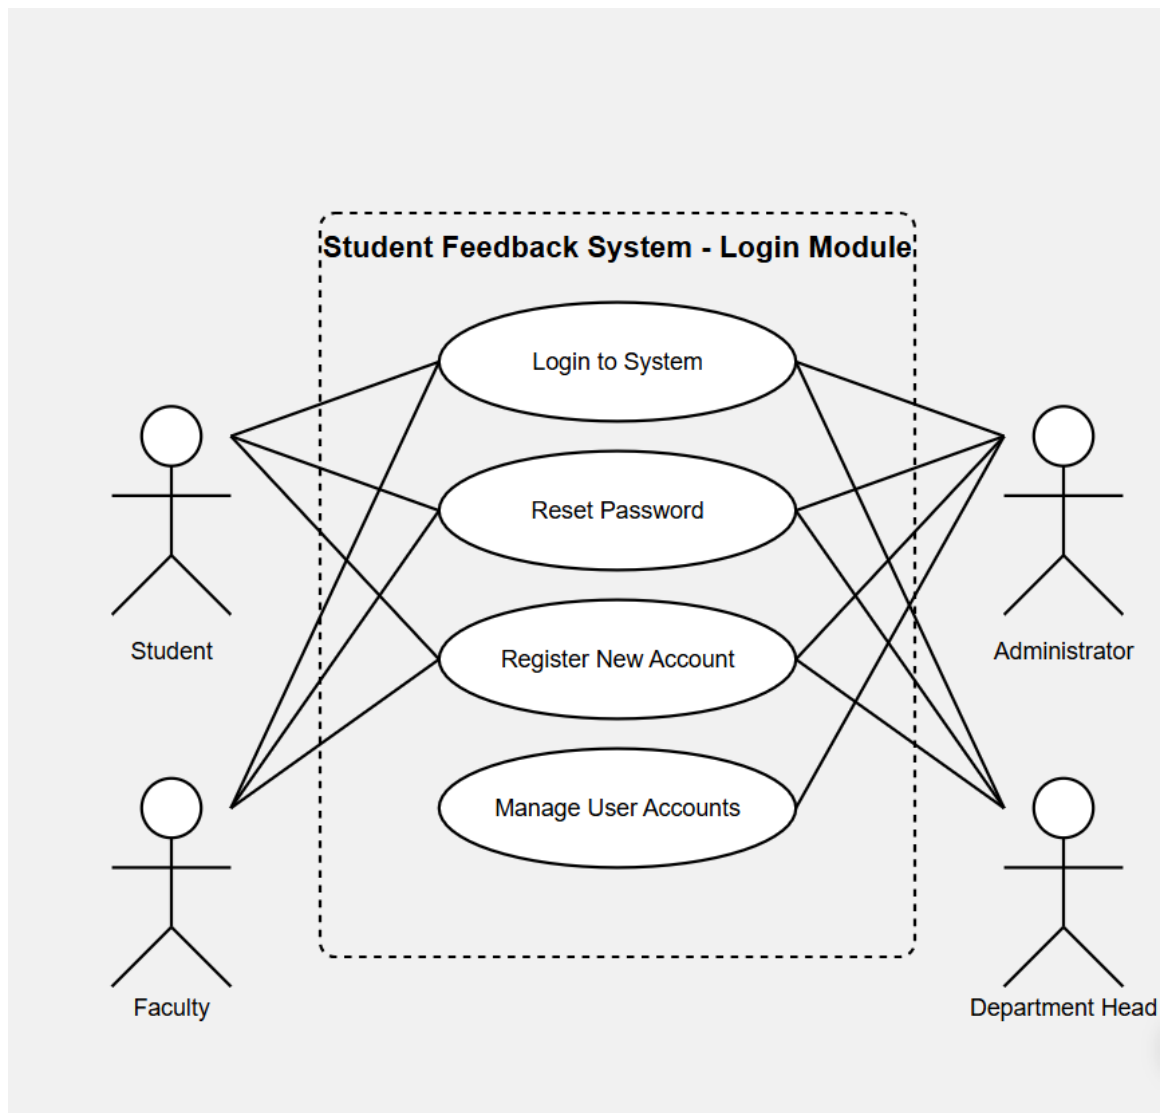 Student Feedback System - Login Module
Login to System
Reset Password
Register New Account
Manage User Accounts
Student
Administrator
Faculty
Department Head